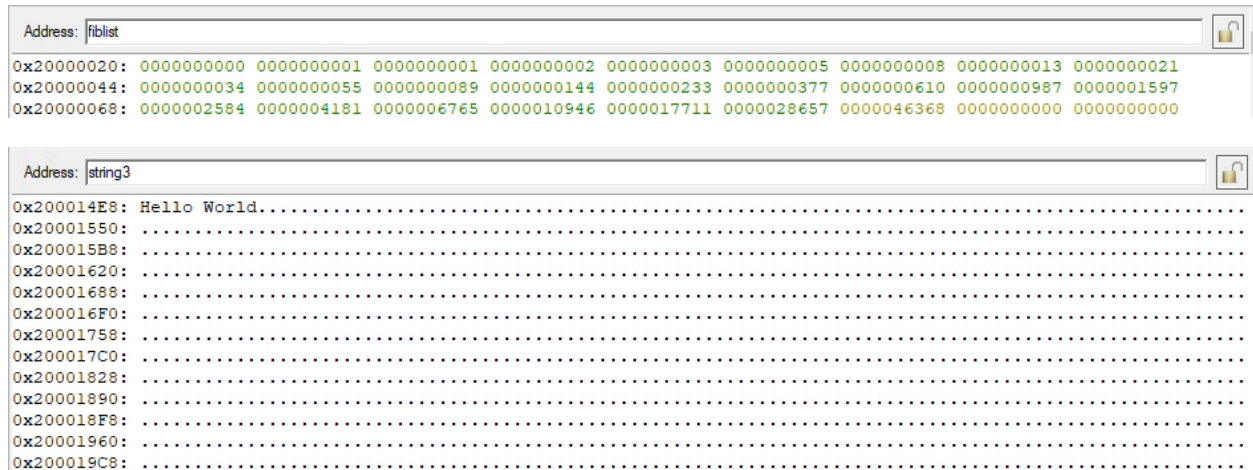 Address: fiblist
0x20000020: 0000000000 0000000001 0000000001 0000000002 0000000003 0000000005 0000000008 0000000013 0000000021
0x20000044: 0000000034 0000000055 0000000089 0000000144 0000000233 0000000377 0000000610 0000000987 0000001597
0x20000068: 0000002584 0000004181 0000006765 0000010946 0000017711 0000028657 0000046368 0000000000 0000000000
Address: string3
0x200014E8: Hello World.............................................................................................
0x20001550: ........................................................................................................
0x200015B8: ........................................................................................................
0x20001620: ........................................................................................................
0x20001688: ........................................................................................................
0x200016F0: ........................................................................................................
0x20001758: ........................................................................................................
0x200017C0: ........................................................................................................
0x20001828: ........................................................................................................
0x20001890: ........................................................................................................
0x200018F8: ........................................................................................................
0x20001960: ........................................................................................................
0x200019C8: ........................................................................................................